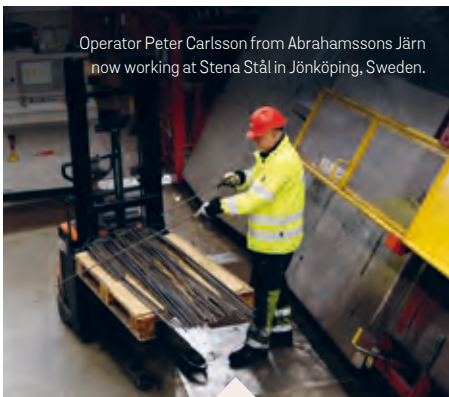 Operator Peter Carlsson from Abrahamssons Järn
now working at Stena Stål in Jönköping, Sweden.